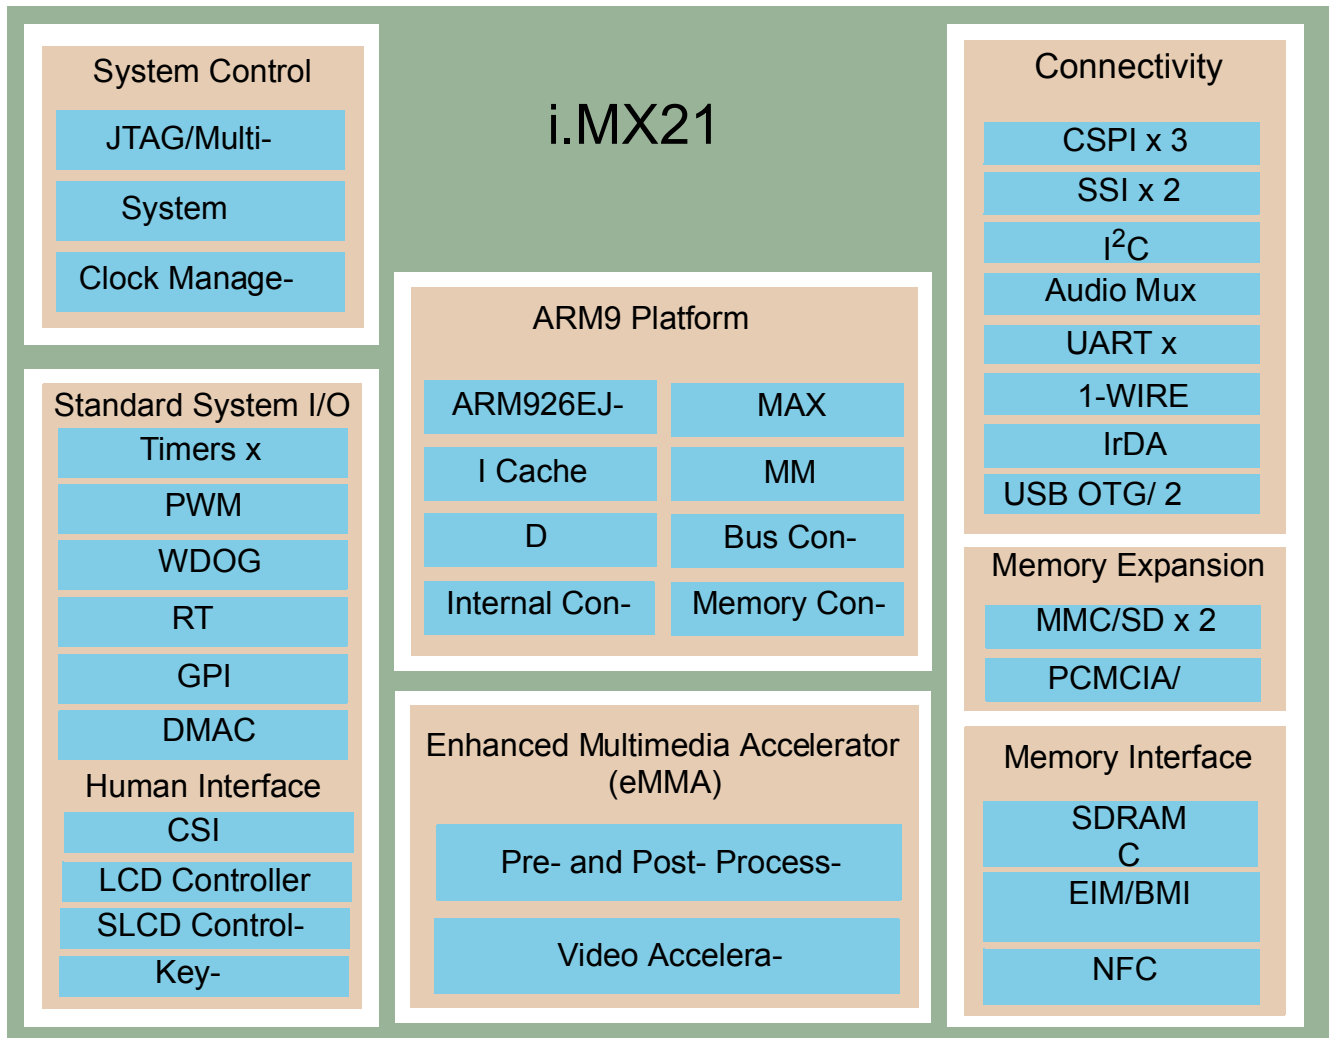 System Control
JTAG/Multi-
System
Clock Manage-
Standard System I/O
Timers x
PWM
WDOG
RT
GPI
DMAC
Human Interface
CSI
LCD Controller
SLCD Control-
Key-
i.MX21
ARM9 Platform
ARM926EJ-
MAX
I Cache
MM
D
Bus Con-
Internal Con-
Memory Con-
Enhanced Multimedia Accelerator
(eMMA)
Pre- and Post- Process-
Video Accelera-
Connectivity
CSPI x 3
SSI x 2
I²C
Audio Mux
UART x
1-WIRE
IrDA
USB OTG/ 2
Memory Expansion
MMC/SD x 2
PCMCIA/
Memory Interface
SDRAM
C
EIM/BMI
NFC